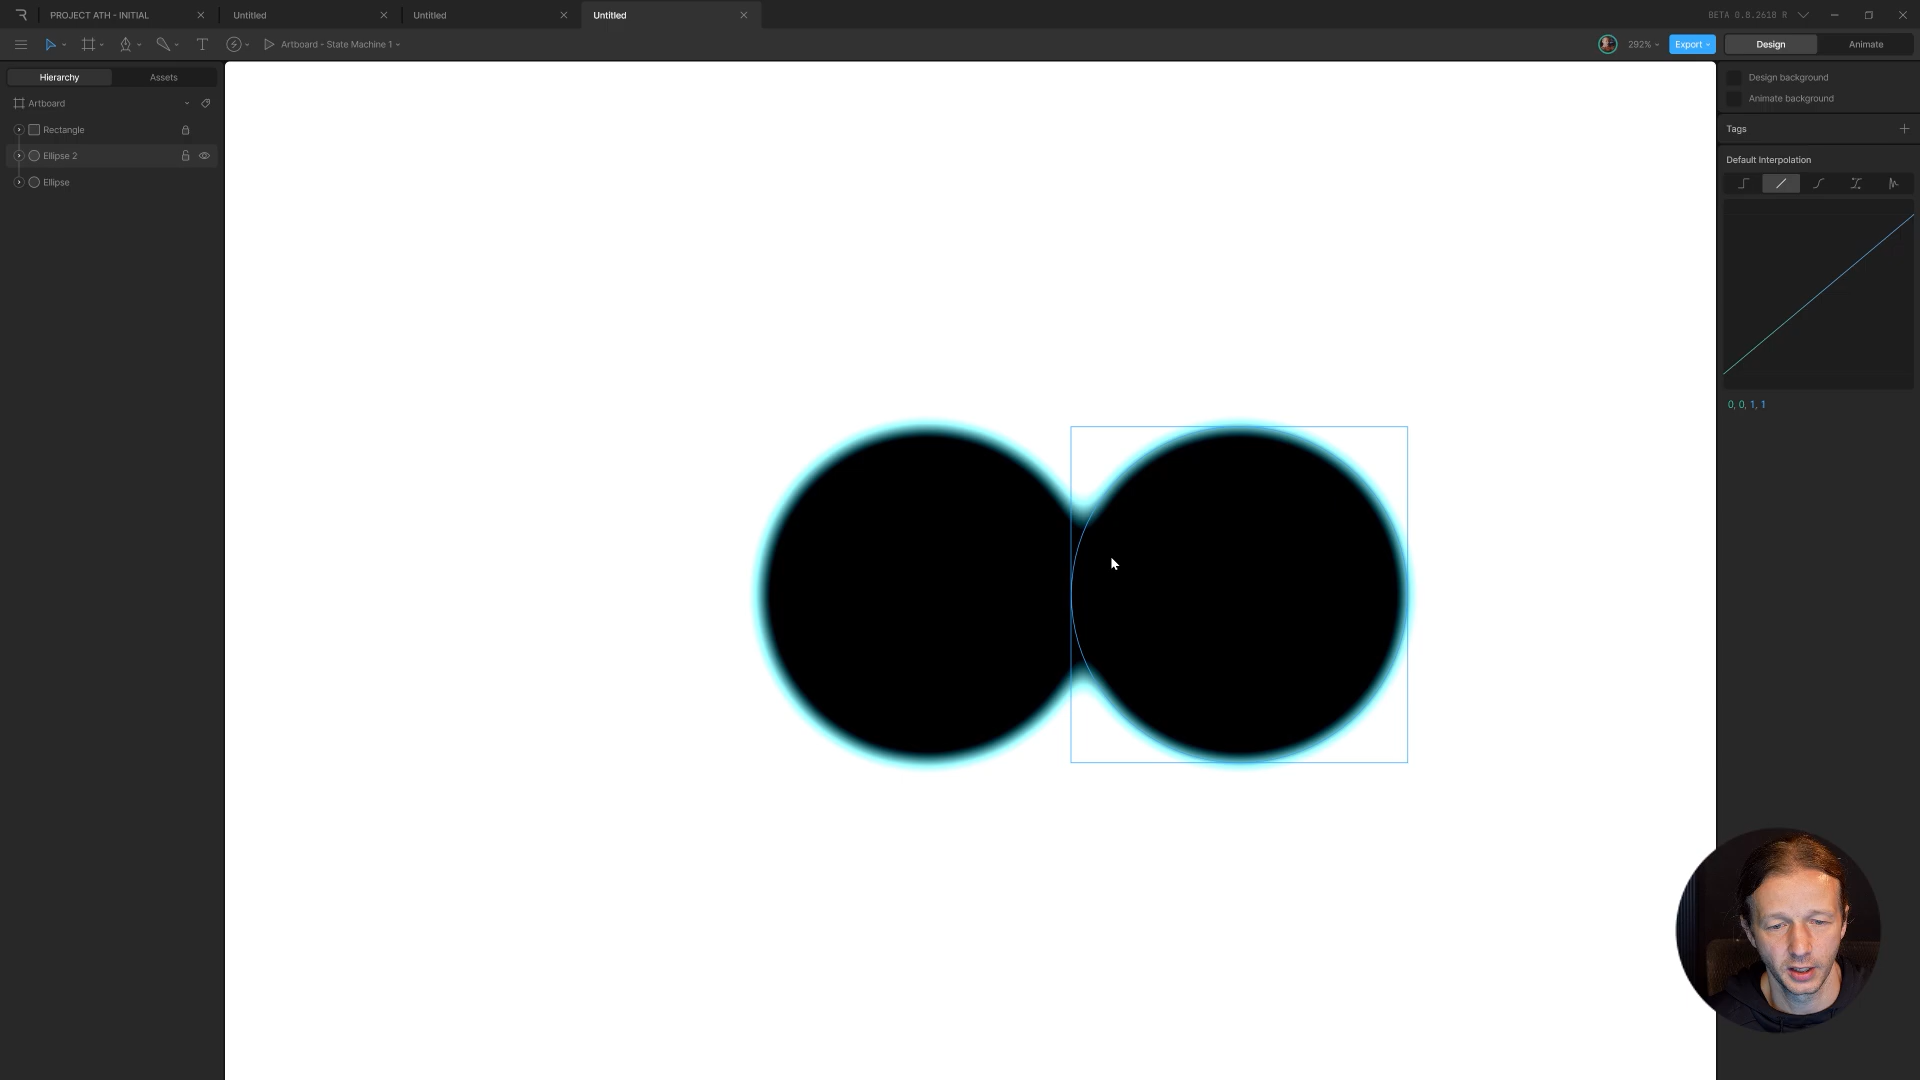 PROJECT ATH - INITIAL
Untitled
Untitled
Untitled
BETA 0.8.2618 R
Artboard - State Machine 1
292%
Export
Design
Animate
Hierarchy
Assets
Artboard
Rectangle
Ellipse 2
Ellipse
Design background
Animate background
Tags
Default Interpolation
0, 0, 1, 1